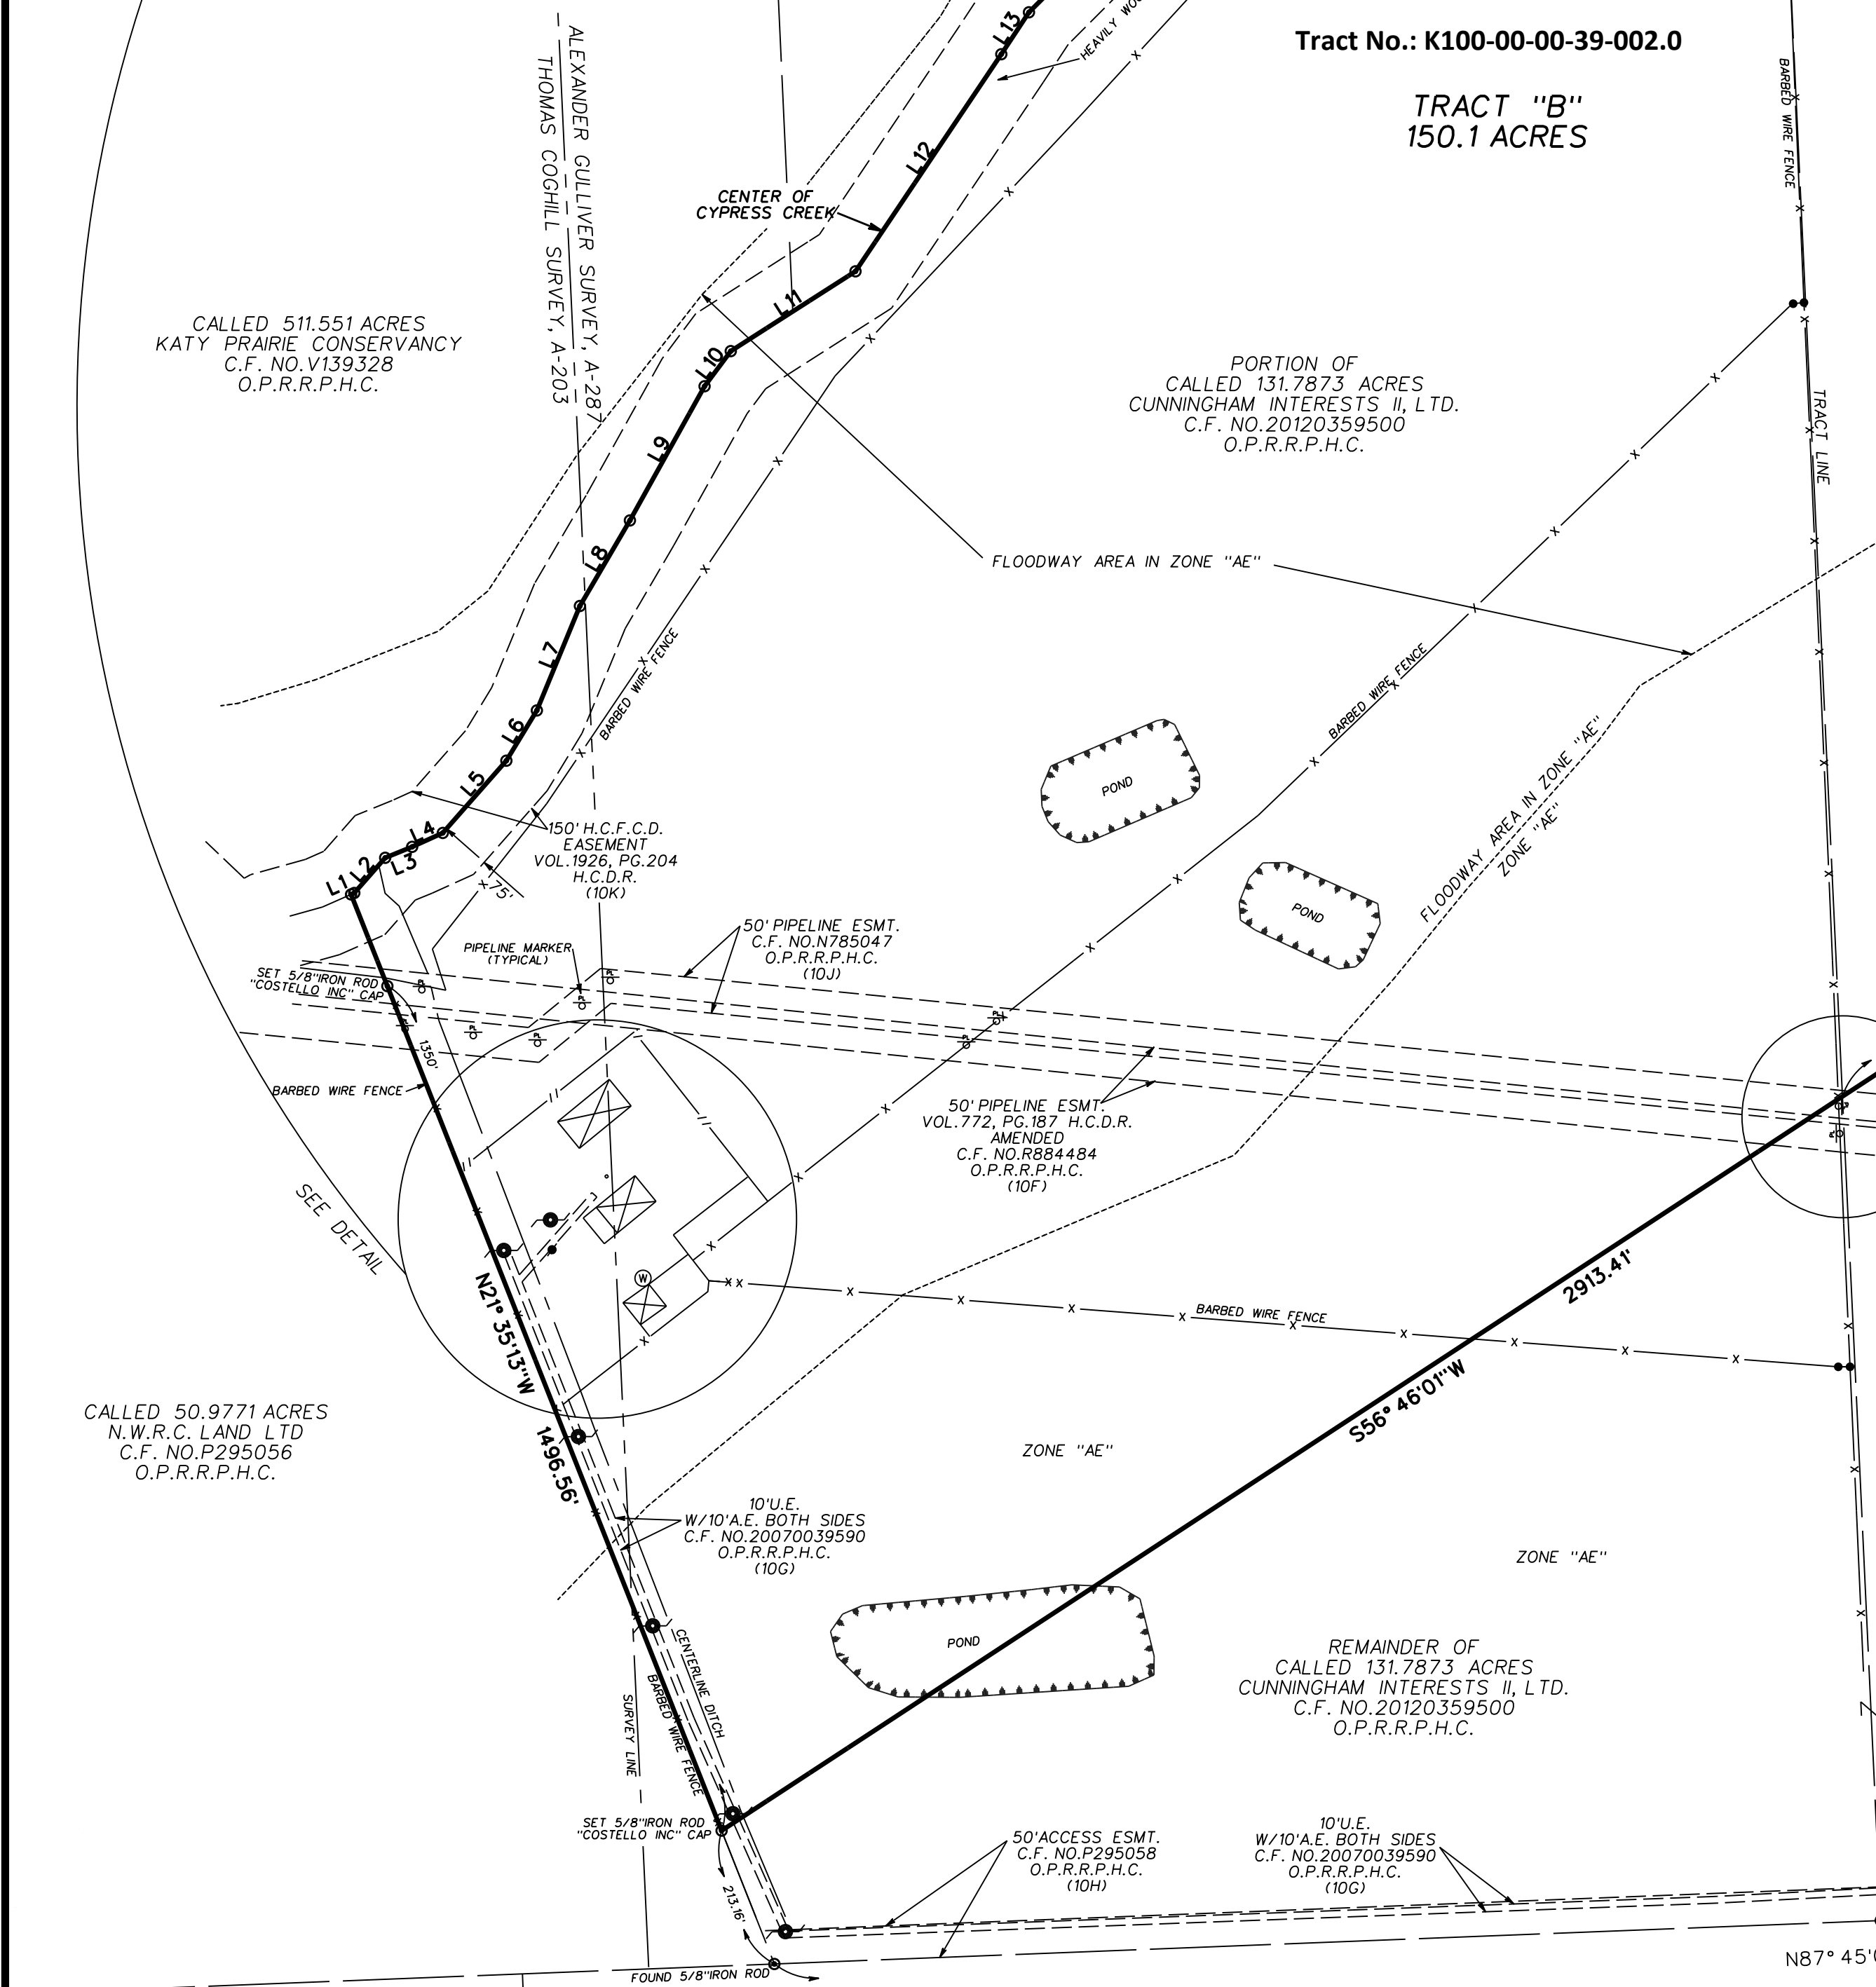 Tract No.: K100-00-00-39-002.0
TRACT "B"
150.1 ACRES
L13
BARBED WIRE FENCE
ALEXANDER GULLIVER SURVEY, A-287
THOMAS COGHILL SURVEY, A-203
L12
CENTER OF
CYPRESS CREEK
L11
CALLED 511.551 ACRES
KATY PRAIRIE CONSERVANCY
C.F. NO.V139328
O.P.R.R.P.H.C.
L10
PORTION OF
CALLED 131.7873 ACRES
CUNNINGHAM INTERESTS II, LTD.
C.F. NO.20120359500
O.P.R.R.P.H.C.
TRACT LINE
L9
L8
FLOODWAY AREA IN ZONE "AE"
L7
BARBED WIRE FENCE
BARBED WIRE FENCE
L6
L5
POND
FLOODWAY AREA IN ZONE "AE"
ZONE "AE"
L4
L3
L2
L1
75'
150' H.C.F.C.D.
EASEMENT
VOL.1926, PG.204
H.C.D.R.
(10K)
POND
50' PIPELINE ESMT.
C.F. NO.N785047
O.P.R.R.P.H.C.
(10J)
PIPELINE MARKER
(TYPICAL)
SET 5/8"IRON ROD
"COSTELLO INC" CAP
1350'
BARBED WIRE FENCE
50' PIPELINE ESMT.
VOL.772, PG.187 H.C.D.R.
AMENDED
C.F. NO.R884484
O.P.R.R.P.H.C.
(10F)
SEE DETAIL
W
N21° 35'13"W
1496.56'
2913.41'
S56° 46'01"W
BARBED WIRE FENCE
CALLED 50.9771 ACRES
N.W.R.C. LAND LTD
C.F. NO.P295056
O.P.R.R.P.H.C.
ZONE "AE"
10'U.E.
W/10'A.E. BOTH SIDES
C.F. NO.20070039590
O.P.R.R.P.H.C.
(10G)
ZONE "AE"
POND
REMAINDER OF
CALLED 131.7873 ACRES
CUNNINGHAM INTERESTS II, LTD.
C.F. NO.20120359500
O.P.R.R.P.H.C.
CENTERLINE DITCH
BARBED WIRE FENCE
SURVEY LINE
SET 5/8"IRON ROD
"COSTELLO INC" CAP
213.16'
50'ACCESS ESMT.
C.F. NO.P295058
O.P.R.R.P.H.C.
(10H)
10'U.E.
W/10'A.E. BOTH SIDES
C.F. NO.20070039590
O.P.R.R.P.H.C.
(10G)
FOUND 5/8"IRON ROD
N87° 45'